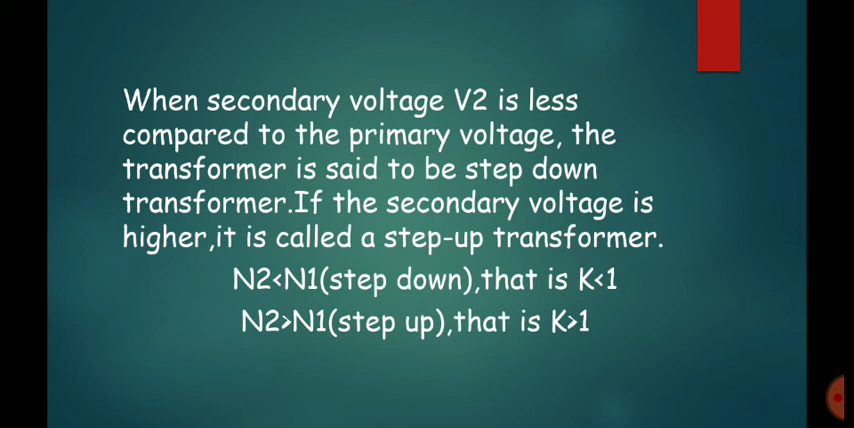 When secondary voltage V2 is less
compared to the primary voltage, the
transformer is said to be step down
transformer.If the secondary voltage is
higher,it is called a step-up transformer.
N2<N1(step down),that is K<1
N2>N1(step up),that is K>1